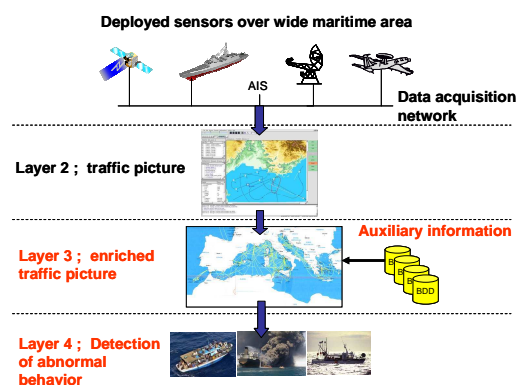 Deployed sensors over wide maritime area
AIS
Data acquisition
network
Layer 2 ; traffic picture
Auxiliary information
Layer 3 ; enriched
traffic picture
BDD
Layer 4 ; Detection
of abnormal
behavior